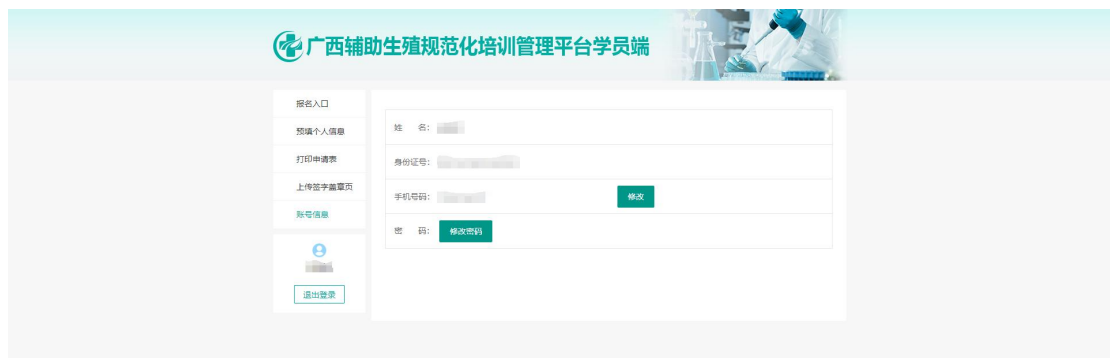 广西辅助生殖规范化培训管理平台学员端
报名入口
预填个人信息
打印申请表
上传签字盖章页
账号信息
退出登录
姓 名：
身份证号：
手机号码： 修改
密 码： 修改密码